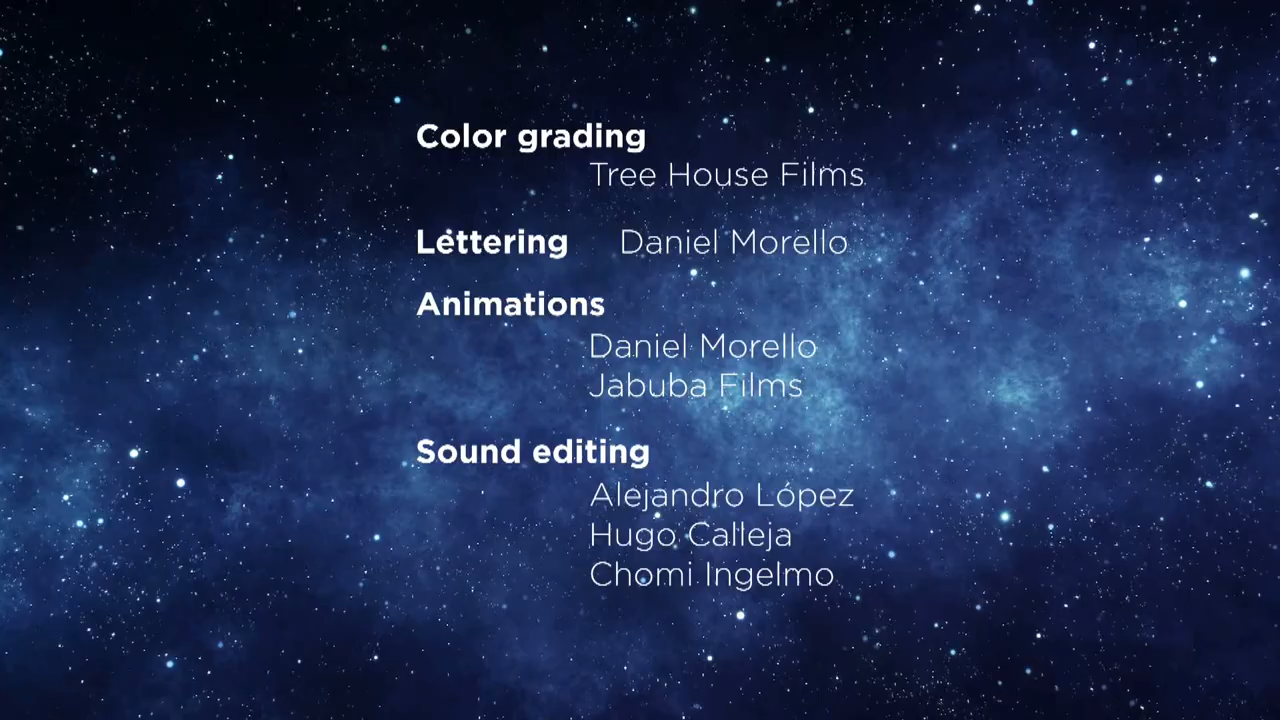 Color grading
Tree House Films
Lettering Daniel Morello
Animations
Daniel Morello
Jabuba Films
Sound editing
Alejandro López
Hugo Calleja
Chomi Ingelmo